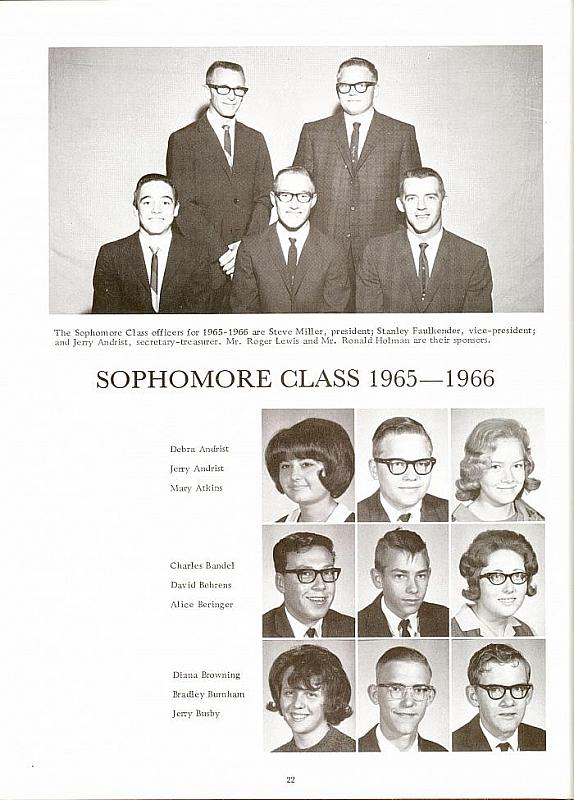 The Sophomore Class officers for 1965-1966 are Steve Miller, president; Stanley Faulkender, vice-president;
and Jerry Andrist, secretary-treasurer. Mr. Roger Lewis and Mr. Ronald Holman are their sponsors.
SOPHOMORE CLASS 1965—1966
Debra Andrist
Jerry Andrist
Mary Atkins
Charles Bandel
David Behrens
Alice Beringer
Diana Browning
Bradley Burnham
Jerry Busby
22